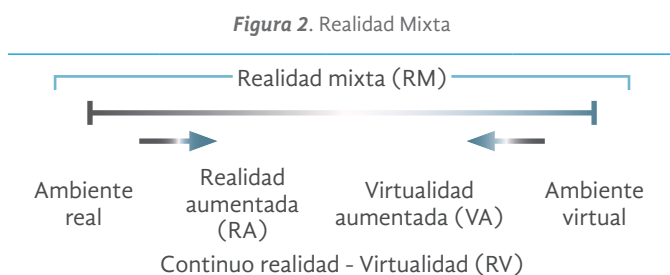 Figura 2. Realidad Mixta
Realidad mixta (RM)
Ambiente
real
Realidad
aumentada
(RA)
Virtualidad
aumentada (VA)
Ambiente
virtual
Continuo realidad - Virtualidad (RV)